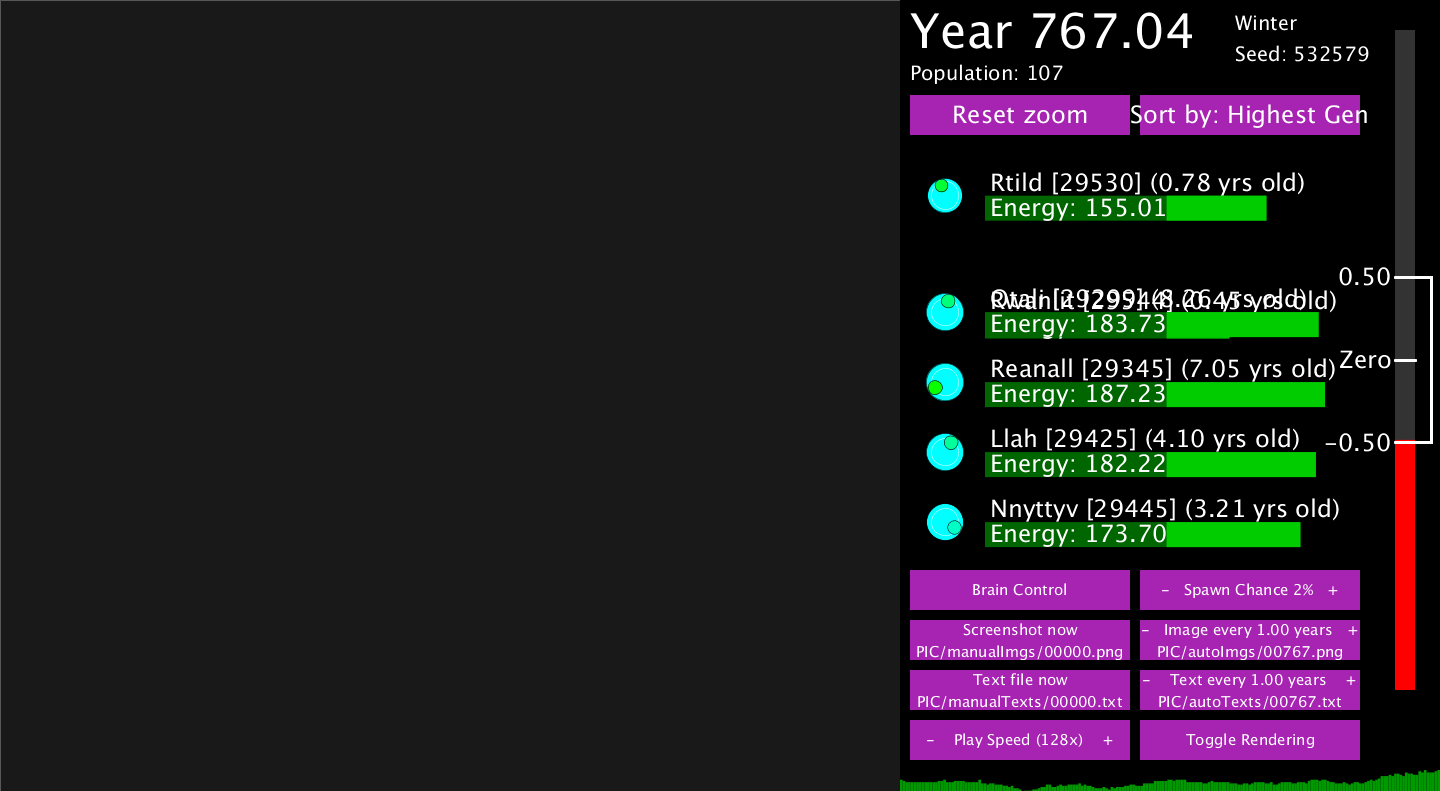 Year 767.04
Winter
Seed: 532579
Population: 107
Reset zoom
Sort by: Highest Gen
Rtild [29530] (0.78 yrs old)
Energy: 155.01
0.50
yrs old)
Energy: 183.73
Zero
Reanall [29345] (7.05 yrs old)
Energy: 187.23
Llah [29425] (4.10 yrs old)
-0.50
Energy: 182.22
Nnyttyv [29445] (3.21 yrs old)
Energy: 173.70
Brain Control
- Spawn Chance 2% +
Screenshot now
PIC/manualImgs/00000.png
- Image every 1.00 years +
PIC/autoImgs/00767.png
Text file now
PIC/manualTexts/00000.txt
- Text every 1.00 years +
PIC/autoTexts/00767.txt
- Play Speed (128x) +
Toggle Rendering